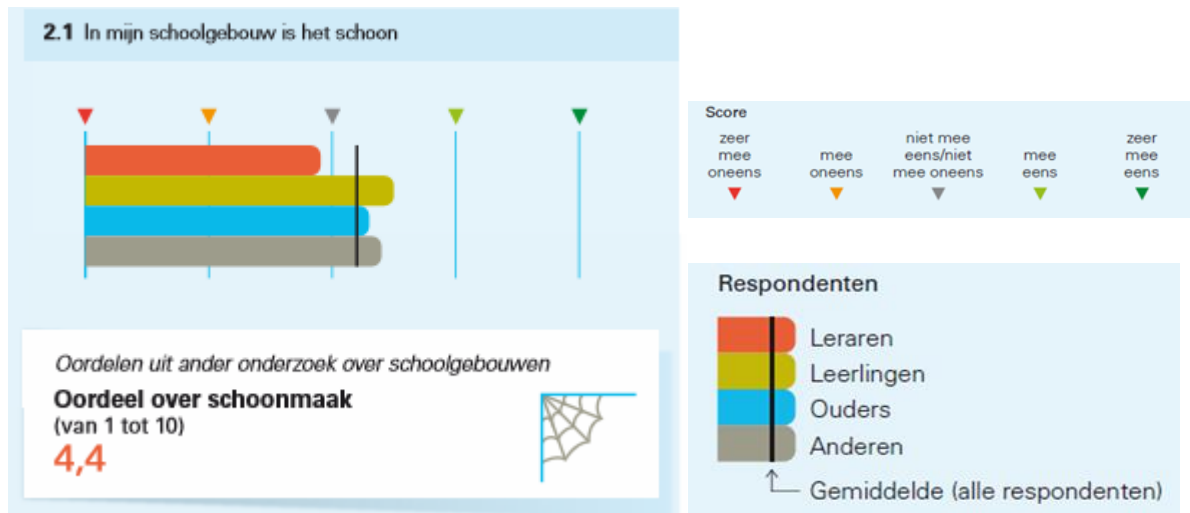 2.1 In mijn schoolgebouw is het schoon
Oordelen uit ander onderzoek over schoolgebouwen
Oordeel over schoonmaak
(van 1 tot 10)
4,4
Score
zeer
mee
oneens
mee
oneens
niet mee
eens/niet
mee oneens
mee
eens
zeer
mee
eens
Respondenten
Leraren
Leerlingen
Ouders
Anderen
Gemiddelde (alle respondenten)